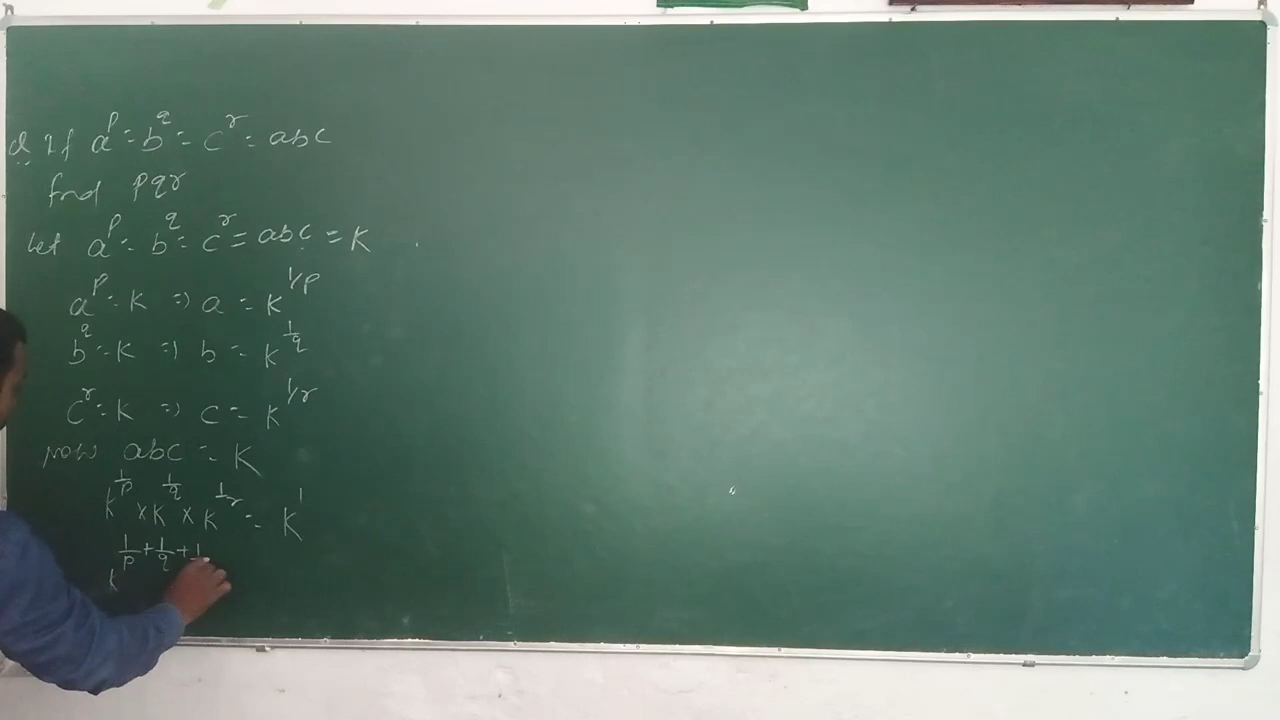 Q If a^p = b^q = c^r = abc
find pqr
Let a^p = b^q = c^r = abc = K
a^p = K => a = K^1/p
b^q = K => b = K^1/q
c^r = K => c = K^1/r
now abc = K
K^1/p × K^1/q × K^1/r = K^1
K^1/p + 1/q + 1